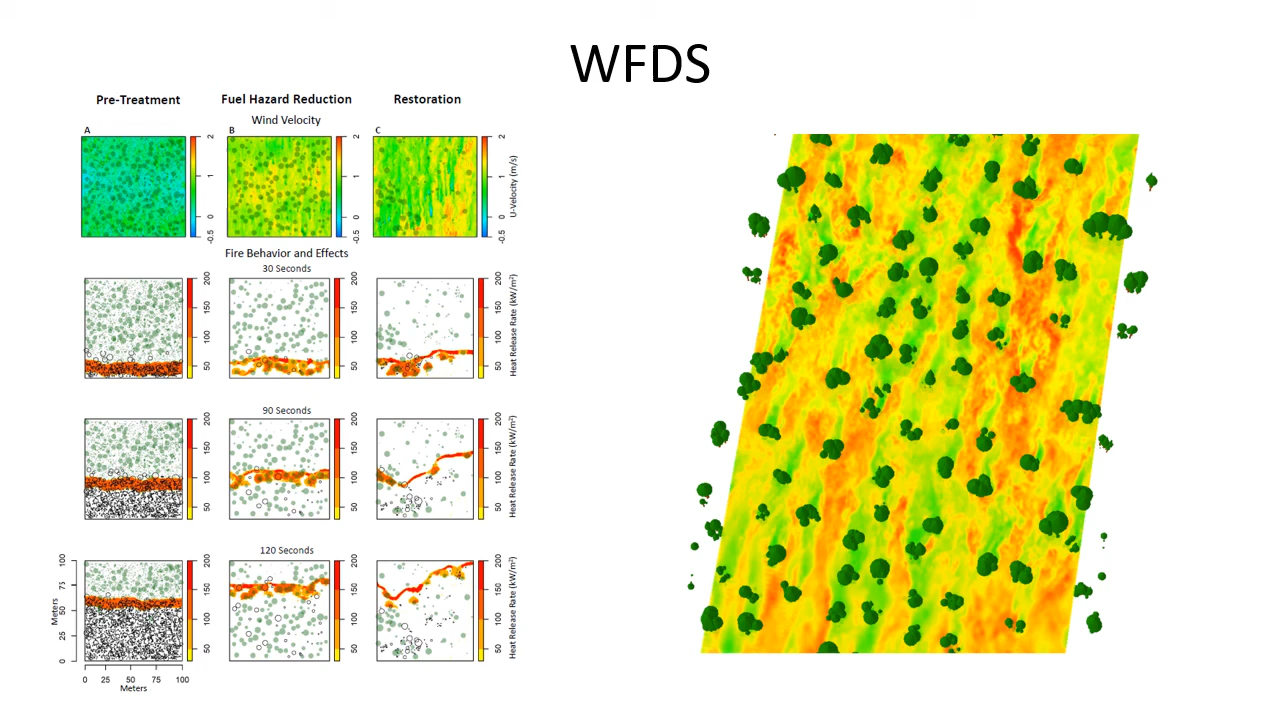 WFDS
Pre-Treatment Fuel Hazard Reduction Restoration
Wind Velocity
A B C
2 1 0 -0.5
2 1 0 -0.5
2 1 0 -0.5
U-Velocity (m/s)
Fire Behavior and Effects
30 Seconds
200 150 100 50
200 150 100 50
200 150 100 50
Heat Release Rate (kW/m²)
90 Seconds
200 150 100 50
200 150 100 50
200 150 100 50
Heat Release Rate (kW/m²)
120 Seconds
100 75 50 25 0
Meters
200 150 100 50
200 150 100 50
200 150 100 50
Heat Release Rate (kW/m²)
0 25 50 75 100
Meters